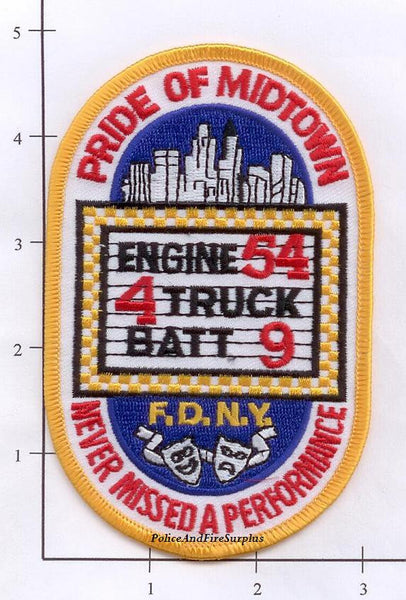 PRIDE OF MIDTOWN
ENGINE 54
4 TRUCK
BATT 9
F.D.N.Y.
NEVER MISSED A PERFORMANCE
PoliceAndFireSurplus
5
4
3
2
1
1
2
3